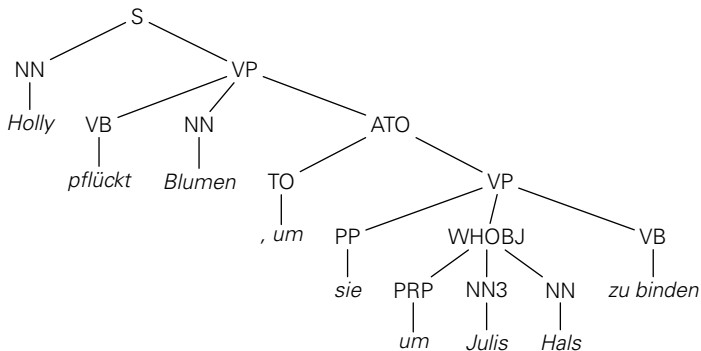 S
NN VP
Holly VB NN ATO
pflückt Blumen TO VP
, um PP WHOBJ VB
sie PRP NN3 NN zu binden
um Julis Hals